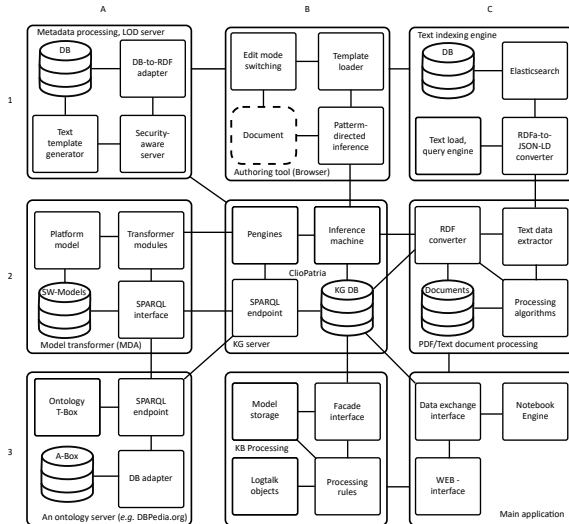 A
B
C
1
Metadata processing, LOD server
DB
DB-to-RDF
adapter
Text
template
generator
Security-
aware
server
Edit mode
switching
Template
loader
Document
Patterm-
directed
inference
Authoring tool (Browser)
Text indexing engine
DB
Elasticsearch
Text load,
query engine
RDFa-to-
JSON-LD
converter
2
Platform
model
Transformer
modules
SW-Models
SPARQL
interface
Model transformer (MDA)
Pengines
Inference
machine
ClioPatria
SPARQL
endpoint
KG DB
KG server
RDF
converter
Text data
extractor
Documents
Processing
algorithms
PDF/Text document processing
3
Ontology
T-Box
SPARQL
endpoint
A-Box
DB adapter
An ontology server (e.g. DBPedia.org)
Model
storage
Facade
interface
KB Processing
Logtalk
objects
Processing
rules
Data exchange
interface
Notebook
Engine
WEB -
interface
Main application